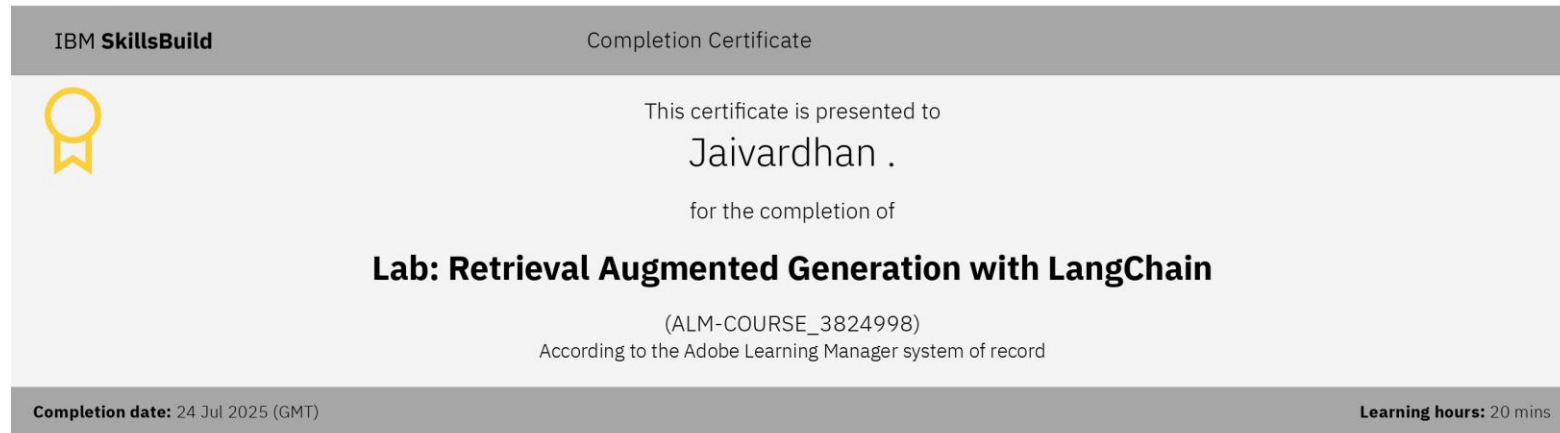 IBM SkillsBuild
Completion Certificate
This certificate is presented to
Jaivardhan .
for the completion of
Lab: Retrieval Augmented Generation with LangChain
(ALM-COURSE_3824998)
According to the Adobe Learning Manager system of record
Completion date: 24 Jul 2025 (GMT)
Learning hours: 20 mins